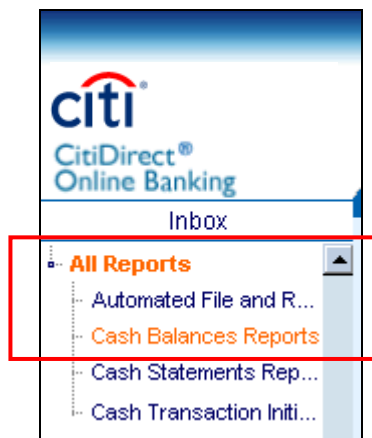 citi
CitiDirect®
Online Banking
Inbox
All Reports
Automated File and R...
Cash Balances Reports
Cash Statements Rep...
Cash Transaction Initi...